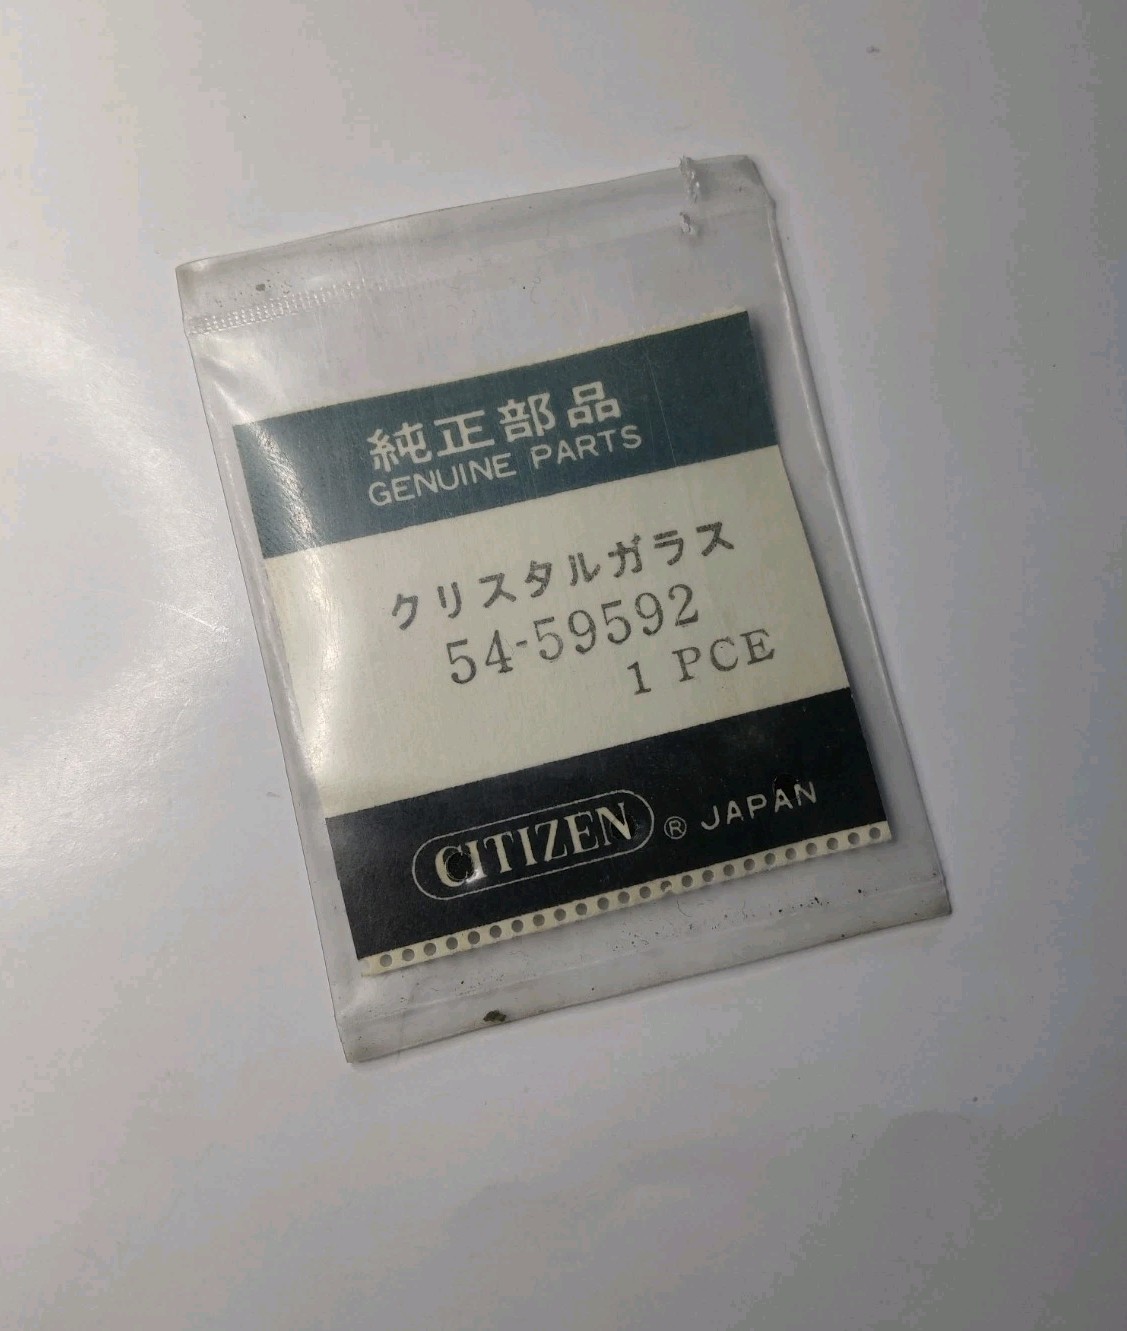 純正部品
GENUINE PARTS
クリスタルガラス
54-59592
1 PCE
CITIZEN ® JAPAN